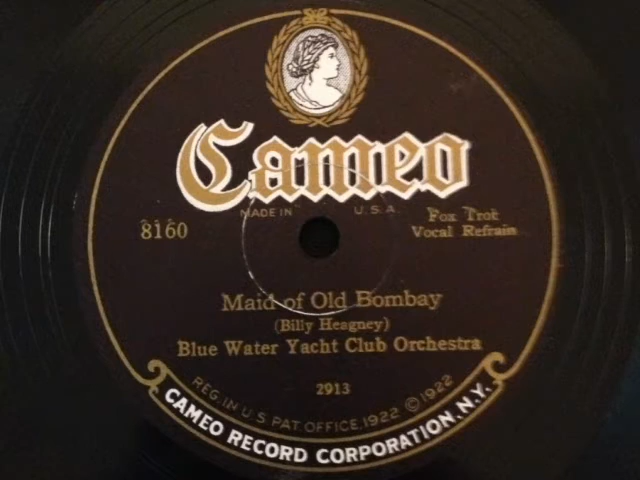 Cameo
MADE IN U.S.A.
8160
Fox Trot
Vocal Refrain
Maid of Old Bombay
(Billy Heagney)
Blue Water Yacht Club Orchestra
2913
REG. IN U.S. PAT. OFFICE, 1922 © 1922
CAMEO RECORD CORPORATION, N.Y.